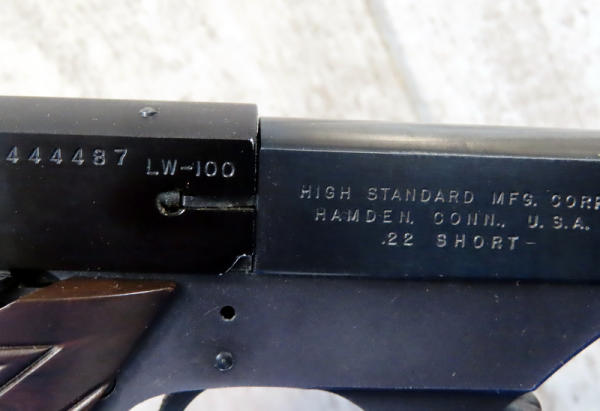 444487 LW-100
HIGH STANDARD MFG. CORP
HAMDEN, CONN., U.S.A.
.22 SHORT-